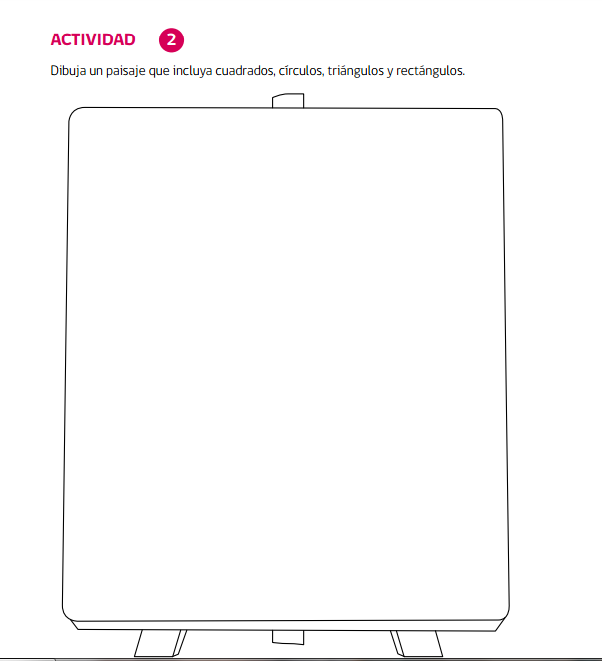 ACTIVIDAD 2
Dibuja un paisaje que incluya cuadrados, círculos, triángulos y rectángulos.